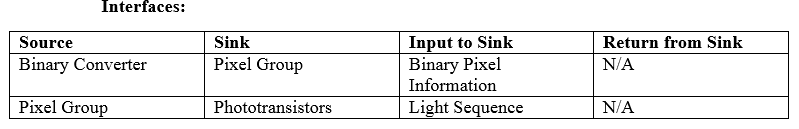 Interfaces:
Source Sink Input to Sink Return from Sink
Binary Converter Pixel Group Binary Pixel N/A
Information
Pixel Group Phototransistors Light Sequence N/A